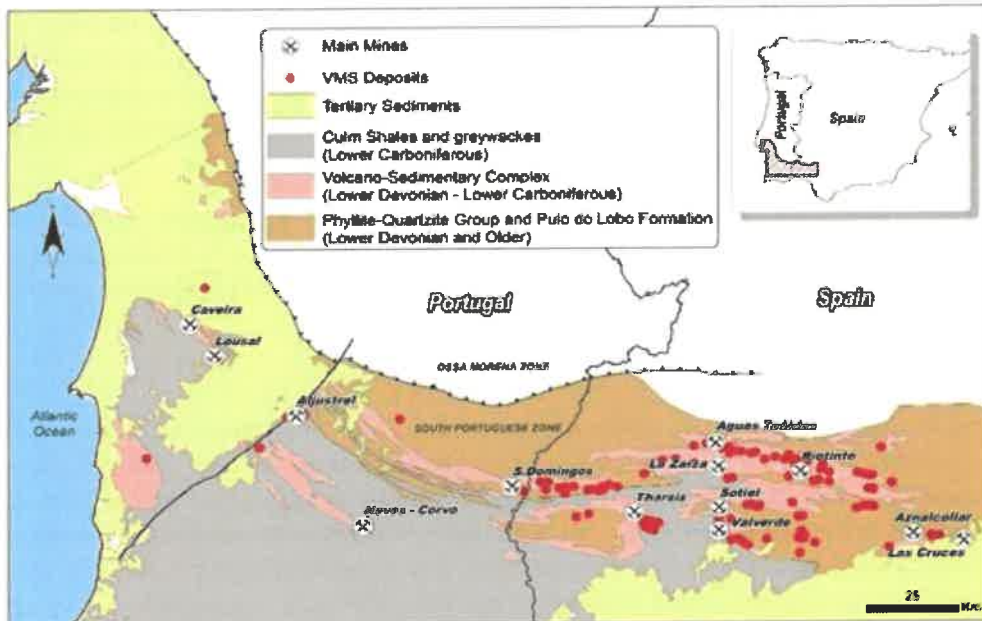 Main Mines
VMS Deposits
Tertiary Sediments
Culm Shales and greywackes
(Lower Carboniferous)
Volcano-Sedimentary Complex
(Lower Devonian - Lower Carboniferous)
Phyllite-Quartzite Group and Pulo do Lobo Formation
(Lower Devonian and Older)
Portugal
Spain
Portugal
Spain
Caveira
Lousal
OSSA MORENA ZONE
Atlantic
Ocean
Aljustrel
SOUTH PORTUGUESE ZONE
Aguas
La Zarza
Riotinto
S.Domingos
Tharsis
Sotiel
Neves - Corvo
Valverde
Aznalcollar
Las Cruces
25